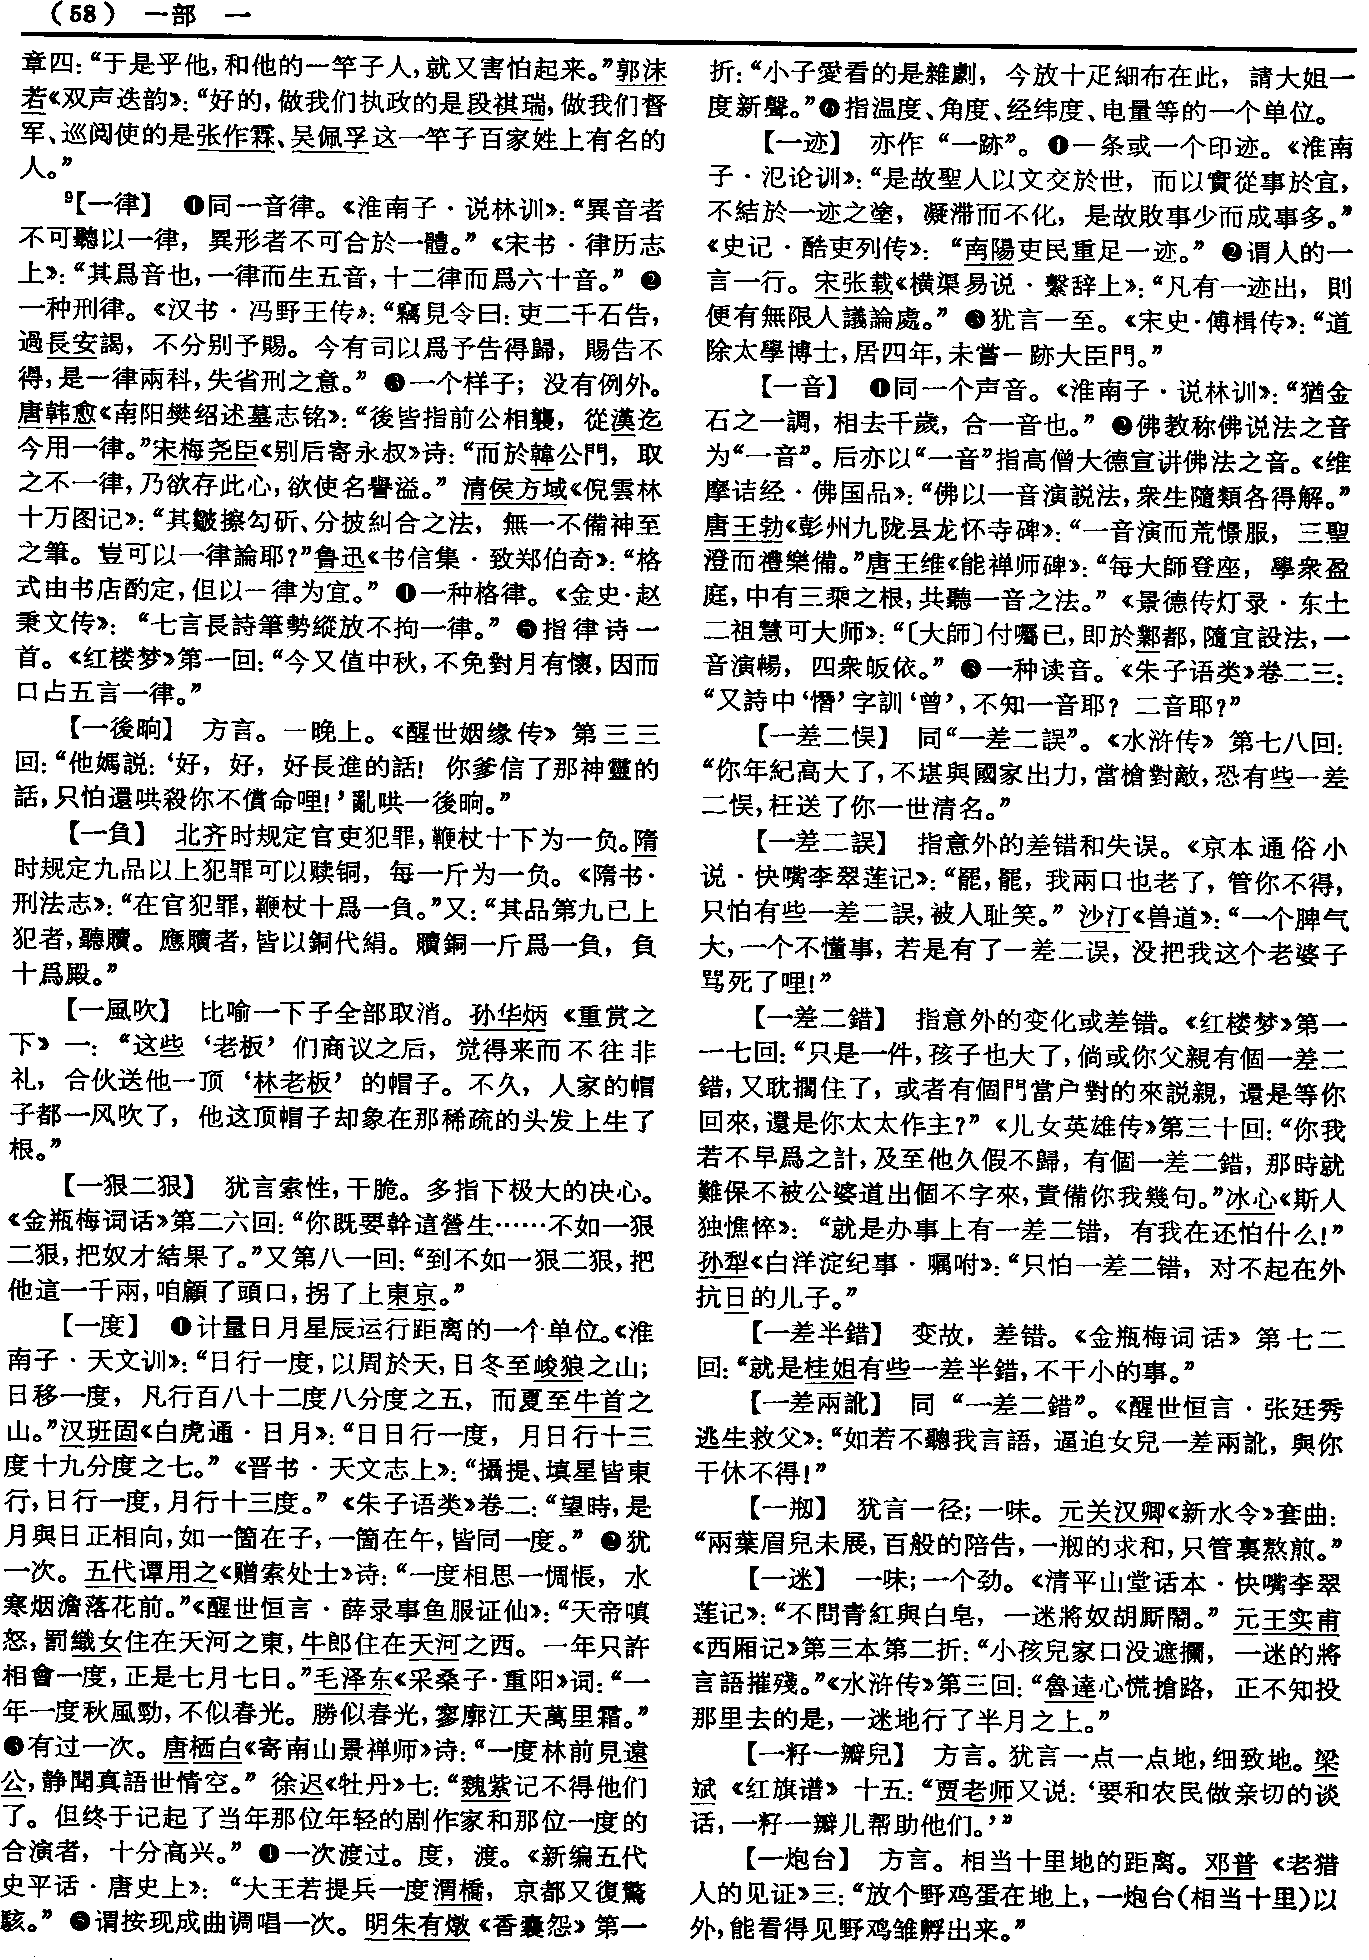 （58） 一部 一
章四：“于是乎他，和他的一竿子人，就又害怕起来。”郭沫
若《双声迭韵》：“好的，做我们执政的是段祺瑞，做我们督
军、巡阅使的是张作霖、吴佩孚这一竿子百家姓上有名的
人。”
⁹【一律】 ❶同一音律。《淮南子·说林训》：“異音者
不可聽以一律，異形者不可合於一體。”《宋书·律历志
上》：“其爲音也，一律而生五音，十二律而爲六十音。” ❷
一种刑律。《汉书·冯野王传》：“竊見令曰：吏二千石告，
過長安謁，不分别予賜。今有司以爲予告得歸，賜告不
得，是一律兩科，失省刑之意。” ❸一个样子；没有例外。
唐韩愈《南阳樊绍述墓志铭》：“後皆指前公相襲，從漢迄
今用一律。”宋梅尧臣《别后寄永叔》诗：“而於韓公門，取
之不一律，乃欲存此心，欲使名譽溢。” 清侯方域《倪雲林
十万图记》：“其皴擦勾斫、分披糾合之法，無一不備神至
之筆。豈可以一律論耶？”鲁迅《书信集·致郑伯奇》：“格
式由书店酌定，但以一律为宜。” ❹一种格律。《金史·赵
秉文传》：“七言長詩筆勢縱放不拘一律。” ❺指律诗一
首。《红楼梦》第一回：“今又值中秋，不免對月有懷，因而
口占五言一律。”
【一後晌】 方言。一晚上。《醒世姻缘传》第三三
回：“他媽説：‘好，好，好長進的話！你爹信了那神靈的
話，只怕還哄殺你不償命哩！’亂哄一後晌。”
【一負】 北齐时规定官吏犯罪，鞭杖十下为一负。隋
时规定九品以上犯罪可以赎铜，每一斤为一负。《隋书·
刑法志》：“在官犯罪，鞭杖十爲一負。”又：“其品第九已上
犯者，聽贖。應贖者，皆以銅代絹。贖銅一斤爲一負，負
十爲殿。”
【一風吹】 比喻一下子全部取消。孙华炳《重赏之
下》一：“这些‘老板’们商议之后，觉得来而不往非
礼，合伙送他一顶‘林老板’的帽子。不久，人家的帽
子都一风吹了，他这顶帽子却象在那稀疏的头发上生了
根。”
【一狠二狠】 犹言索性，干脆。多指下极大的决心。
《金瓶梅词话》第二六回：“你既要幹這營生……不如一狠
二狠，把奴才結果了。”又第八一回：“到不如一狠二狠，把
他這一千兩，咱顧了頭口，拐了上東京。”
【一度】 ❶计量日月星辰运行距离的一个单位。《淮
南子·天文训》：“日行一度，以周於天，日冬至峻狼之山；
日移一度，凡行百八十二度八分度之五，而夏至牛首之
山。”汉班固《白虎通·日月》：“日日行一度，月日行十三
度十九分度之七。”《晋书·天文志上》：“攝提、填星皆東
行，日行一度，月行十三度。”《朱子语类》卷二：“望時，是
月與日正相向，如一箇在子，一箇在午，皆同一度。” ❷犹
一次。五代谭用之《赠索处士》诗：“一度相思一惆悵，水
寒烟澹落花前。”《醒世恒言·薛录事鱼服证仙》：“天帝嗔
怒，罰織女住在天河之東，牛郎住在天河之西。一年只許
相會一度，正是七月七日。”毛泽东《采桑子·重阳》词：“一
年一度秋風勁，不似春光。勝似春光，寥廓江天萬里霜。”
❸有过一次。唐栖白《寄南山景禅师》诗：“一度林前見遠
公，静聞真語世情空。” 徐迟《牡丹》七：“魏紫记不得他们
了。但终于记起了当年那位年轻的剧作家和那位一度的
合演者，十分高兴。” ❹一次渡过。度，渡。《新编五代
史平话·唐史上》：“大王若提兵一度渭橋，京都又復驚
駭。” ❺谓按现成曲调唱一次。明朱有燉《香囊怨》第一
折：“小子愛看的是雜劇，今放十疋細布在此，請大姐一
度新聲。”❻指温度、角度、经纬度、电量等的一个单位。
【一迹】 亦作“一跡”。❶一条或一个印迹。《淮南
子·氾论训》：“是故聖人以文交於世，而以實從事於宜，
不結於一迹之塗，凝滞而不化，是故敗事少而成事多。”
《史记·酷吏列传》：“南陽吏民重足一迹。” ❷谓人的一
言一行。宋张载《横渠易说·繫辞上》：“凡有一迹出，則
便有無限人議論處。” ❸犹言一至。《宋史·傅楫传》：“道
除太學博士，居四年，未嘗一跡大臣門。”
【一音】 ❶同一个声音。《淮南子·说林训》：“猶金
石之一調，相去千歲，合一音也。” ❷佛教称佛说法之音
为“一音”。后亦以“一音”指高僧大德宣讲佛法之音。《维
摩诘经·佛国品》：“佛以一音演説法，衆生隨類各得解。”
唐王勃《彭州九陇县龙怀寺碑》：“一音演而荒憬服，三聖
澄而禮樂備。”唐王维《能禅师碑》：“每大師登座，學衆盈
庭，中有三乘之根，共聽一音之法。”《景德传灯录·东土
二祖慧可大师》：“〔大師〕付囑已，即於鄴都，隨宜設法，一
音演暢，四衆皈依。” ❸一种读音。《朱子语类》卷二三：
“又詩中‘憯’字訓‘曾’，不知一音耶？二音耶？”
【一差二悮】 同“一差二誤”。《水浒传》第七八回：
“你年紀高大了，不堪與國家出力，當槍對敵，恐有些一差
二悮，枉送了你一世清名。”
【一差二誤】 指意外的差错和失误。《京本通俗小
说·快嘴李翠莲记》：“罷，罷，我兩口也老了，管你不得，
只怕有些一差二誤，被人耻笑。” 沙汀《兽道》：“一个脾气
大，一个不懂事，若是有了一差二误，没把我这个老婆子
骂死了哩！”
【一差二錯】 指意外的变化或差错。《红楼梦》第一
一七回：“只是一件，孩子也大了，倘或你父親有個一差二
錯，又耽擱住了，或者有個門當户對的來説親，還是等你
回來，還是你太太作主？”《儿女英雄传》第三十回：“你我
若不早爲之計，及至他久假不歸，有個一差二錯，那時就
難保不被公婆道出個不字來，責備你我幾句。”冰心《斯人
独憔悴》：“就是办事上有一差二错，有我在还怕什么！”
孙犁《白洋淀纪事·嘱咐》：“只怕一差二错，对不起在外
抗日的儿子。”
【一差半錯】 变故，差错。《金瓶梅词话》第七二
回：“就是桂姐有些一差半錯，不干小的事。”
【一差兩訛】 同“一差二錯”。《醒世恒言·张廷秀
逃生救父》：“如若不聽我言語，逼迫女兒一差兩訛，與你
干休不得！”
【一刱】 犹言一径；一味。元关汉卿《新水令》套曲：
“兩葉眉兒未展，百般的陪告，一刱的求和，只管裏熬煎。”
【一迷】 一味；一个劲。《清平山堂话本·快嘴李翠
莲记》：“不問青紅與白皂，一迷將奴胡厮鬧。” 元王实甫
《西厢记》第三本第二折：“小孩兒家口没遮攔，一迷的將
言語摧殘。”《水浒传》第三回：“魯達心慌搶路，正不知投
那里去的是，一迷地行了半月之上。”
【一籽一瓣兒】 方言。犹言一点一点地，细致地。梁
斌《红旗谱》十五：“贾老师又说：‘要和农民做亲切的谈
话，一籽一瓣儿帮助他们。’”
【一炮台】 方言。相当十里地的距离。邓普《老猎
人的见证》三：“放个野鸡蛋在地上，一炮台（相当十里）以
外，能看得见野鸡雏孵出来。”